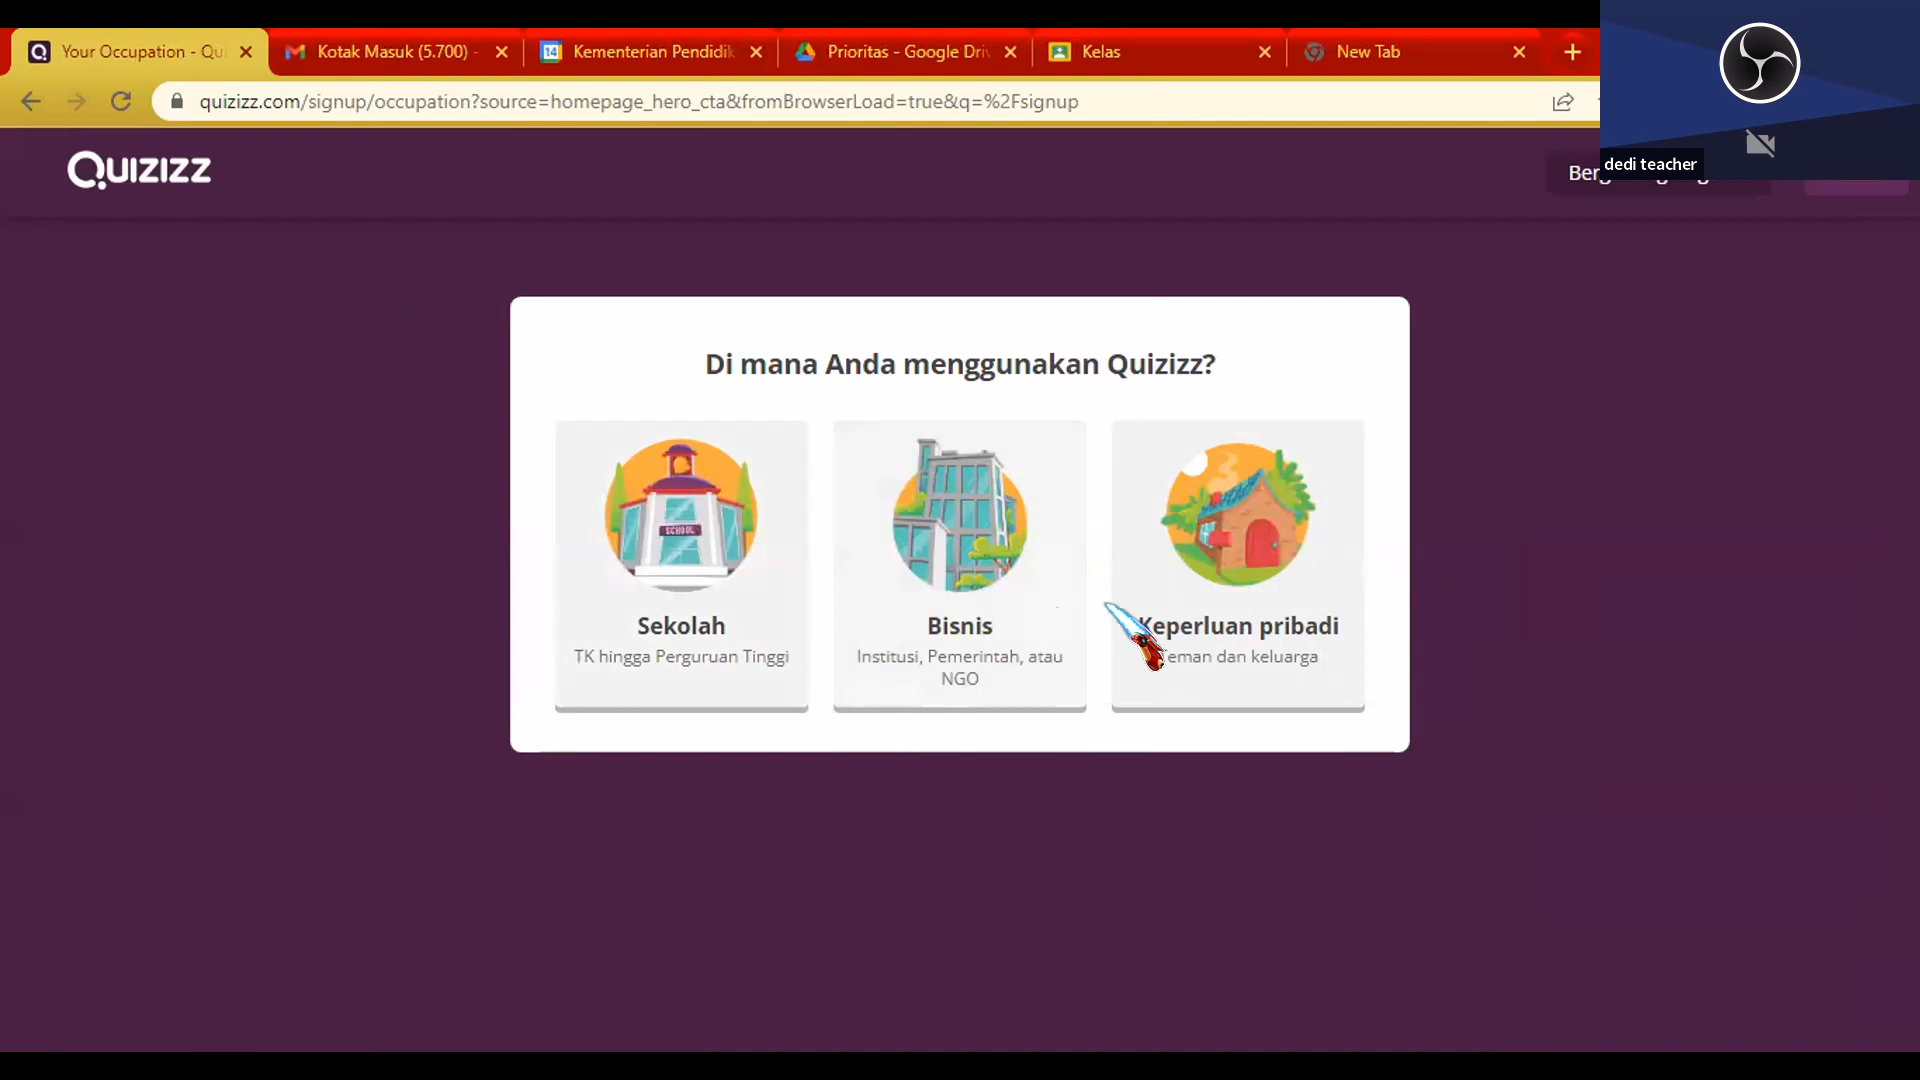 Your Occupation - Qui
Kotak Masuk (5.700) -
14
Kementerian Pendidik
Prioritas - Google Driv
Kelas
New Tab
quizizz.com/signup/occupation?source=homepage_hero_cta&fromBrowserLoad=true&q=%2Fsignup
dedi teacher
QUIZIZZ
Di mana Anda menggunakan Quizizz?
SCHOOL
Sekolah
TK hingga Perguruan Tinggi
Bisnis
Institusi, Pemerintah, atau
NGO
Keperluan pribadi
Teman dan keluarga